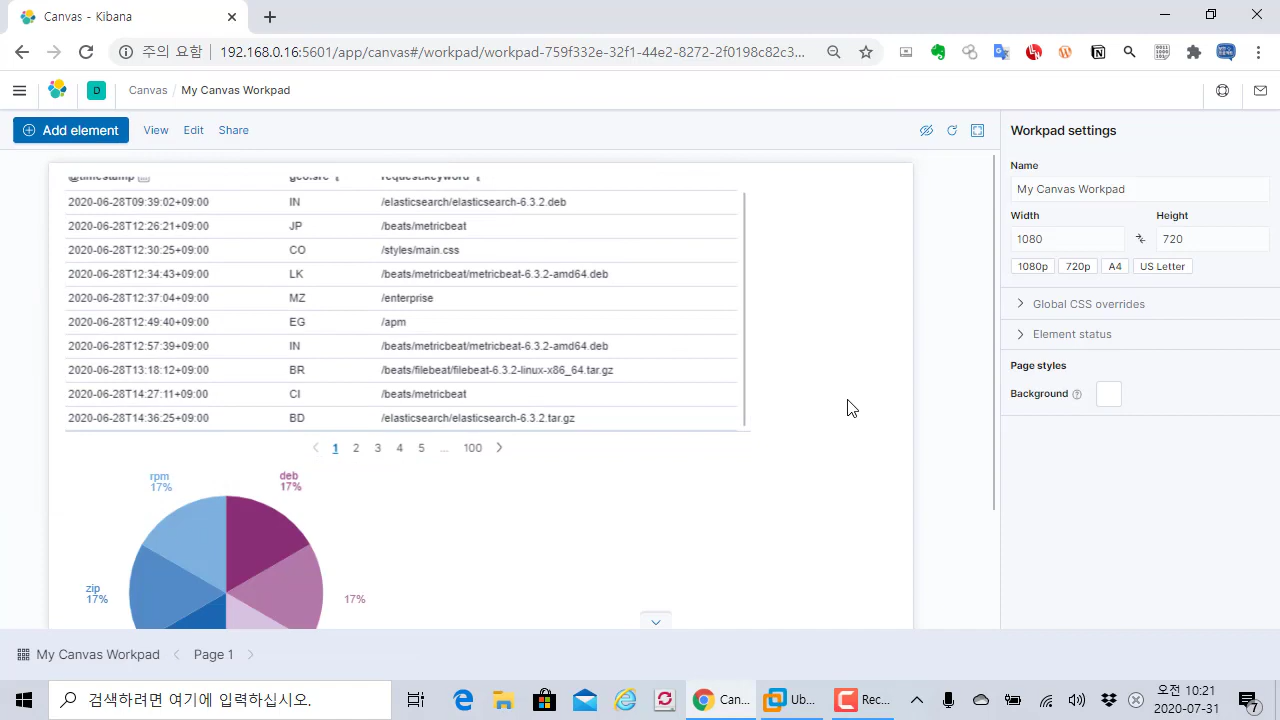 Canvas - Kibana
주의 요함 192.168.0.16:5601/app/canvas#/workpad/workpad-759f332e-32f1-44e2-8272-2f0198c82c3...
D Canvas / My Canvas Workpad
Add element View Edit Share
@timestamp geo.src request.keyword
2020-06-28T09:39:02+09:00 IN /elasticsearch/elasticsearch-6.3.2.deb
2020-06-28T12:26:21+09:00 JP /beats/metricbeat
2020-06-28T12:30:25+09:00 CO /styles/main.css
2020-06-28T12:34:43+09:00 LK /beats/metricbeat/metricbeat-6.3.2-amd64.deb
2020-06-28T12:37:04+09:00 MZ /enterprise
2020-06-28T12:49:40+09:00 EG /apm
2020-06-28T12:57:39+09:00 IN /beats/metricbeat/metricbeat-6.3.2-amd64.deb
2020-06-28T13:18:12+09:00 BR /beats/filebeat/filebeat-6.3.2-linux-x86_64.tar.gz
2020-06-28T14:27:11+09:00 CI /beats/metricbeat
2020-06-28T14:36:25+09:00 BD /elasticsearch/elasticsearch-6.3.2.tar.gz
1 2 3 4 5 ... 100
rpm
17%
deb
17%
zip
17%
17%
Workpad settings
Name
My Canvas Workpad
Width Height
1080 720
1080p 720p A4 US Letter
Global CSS overrides
Element status
Page styles
Background
My Canvas Workpad Page 1
검색하려면 여기에 입력하십시오.
Can...
Ub...
Rec...
오전 10:21
2020-07-31
7